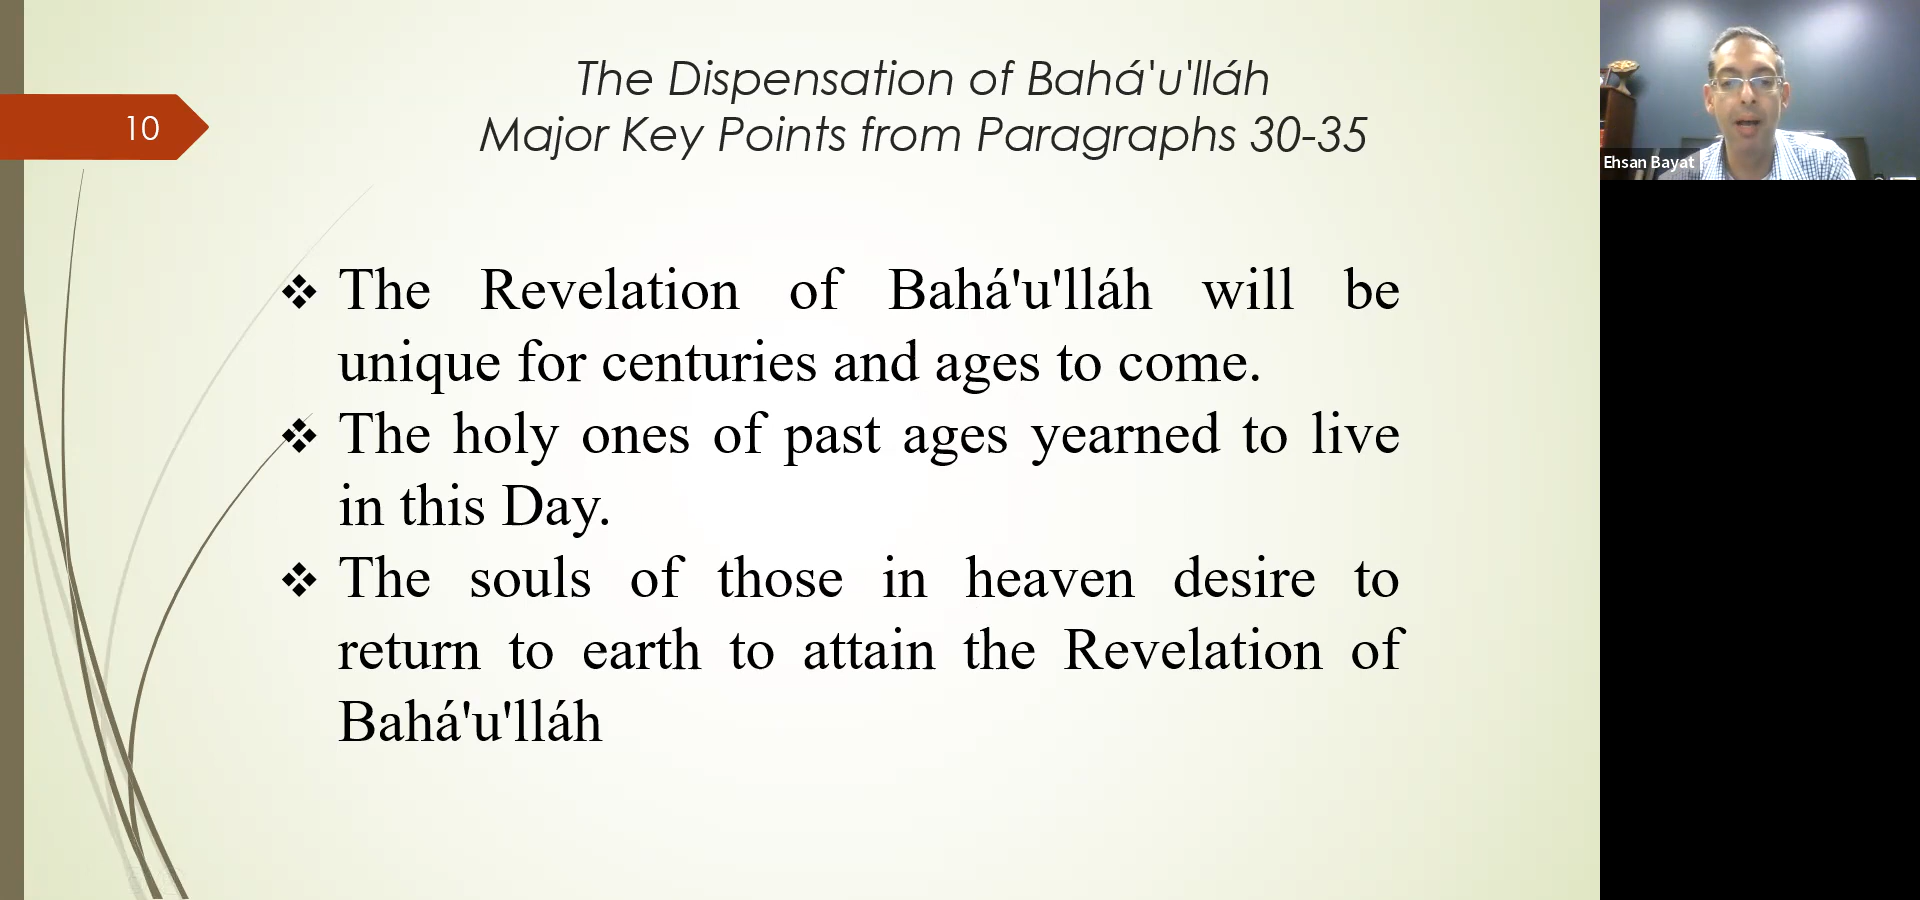 The Dispensation of Bahá'u'lláh
Major Key Points from Paragraphs 30-35
10
Ehsan Bayat
❖ The Revelation of Bahá'u'lláh will be
unique for centuries and ages to come.
❖ The holy ones of past ages yearned to live
in this Day.
❖ The souls of those in heaven desire to
return to earth to attain the Revelation of
Bahá'u'lláh